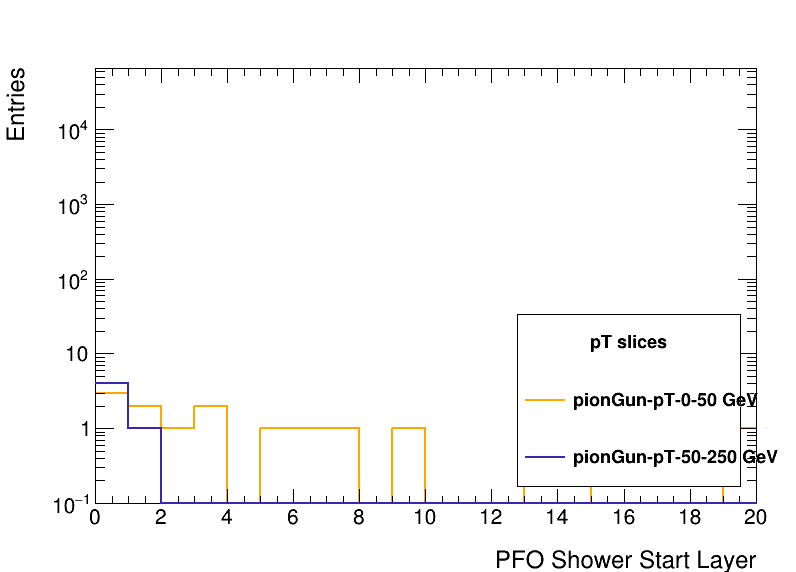 Entries
10^4
10^3
10^2
10
1
10^−1
pT slices
pionGun-pT-0-50 GeV
pionGun-pT-50-250 GeV
0 2 4 6 8 10 12 14 16 18 20
PFO Shower Start Layer